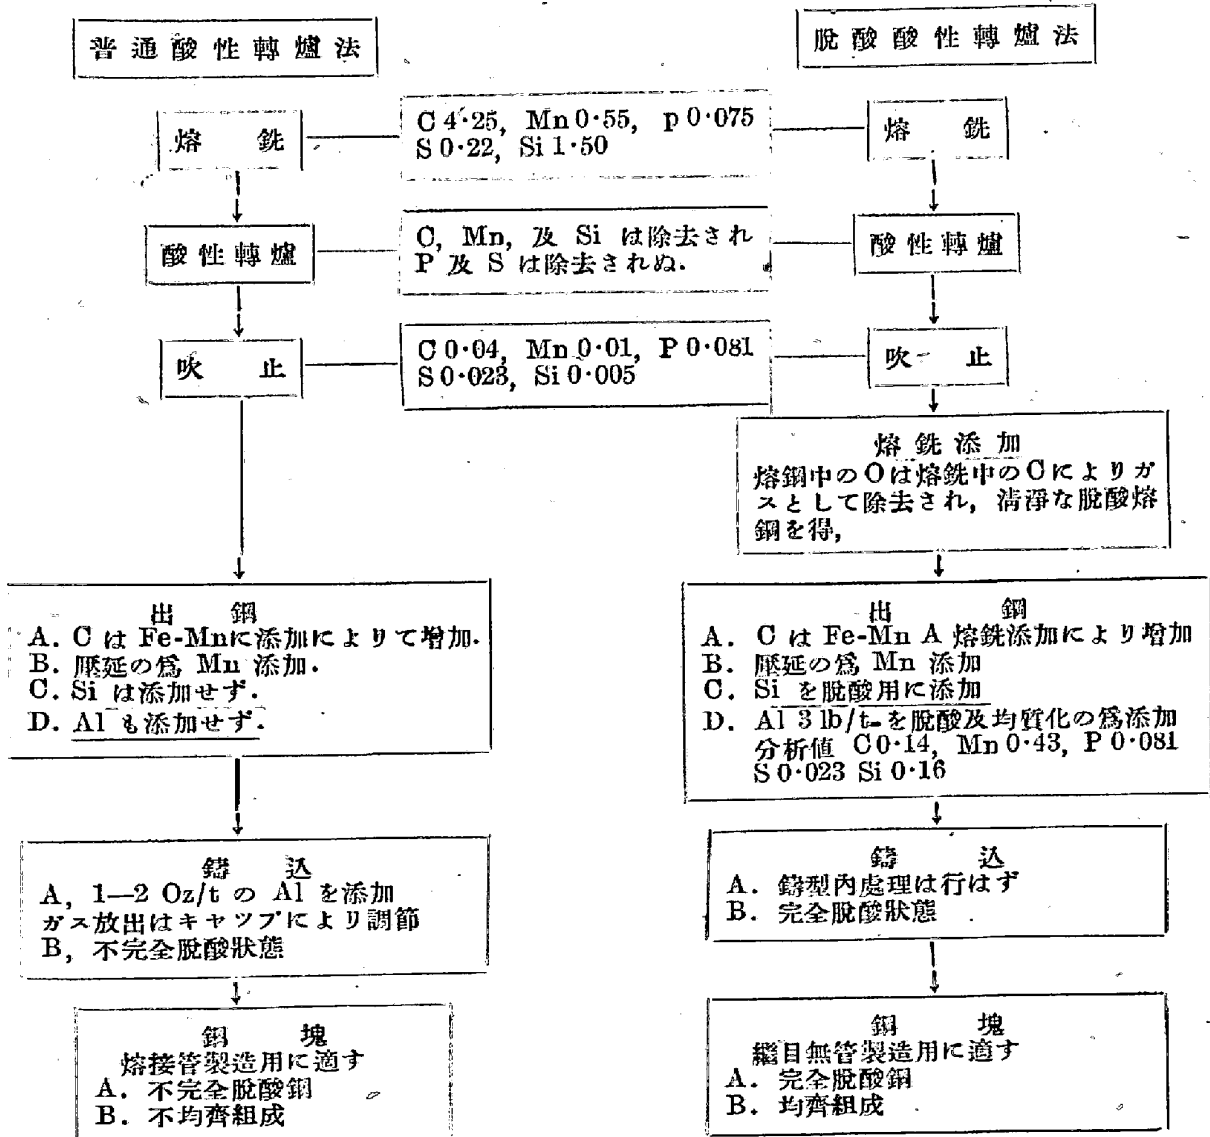 普通酸性轉爐法
脫酸酸性轉爐法
熔銑
C 4·25, Mn 0·55, p 0·075
S 0·22, Si 1·50
熔銑
酸性轉爐
C, Mn, 及 Si は除去され
P 及 S は除去されぬ.
酸性轉爐
吹止
C 0·04, Mn 0·01, P 0·081
S 0·023, Si 0·005
吹止
熔銑添加
熔鋼中のOは熔銑中のCによりガ
スとして除去され, 清淨な脫酸熔
鋼を得,
出鋼
A. C は Fe-Mnに添加によりて增加.
B. 壓延の爲 Mn 添加.
C. Si は添加せず.
D. Al も添加せず.
出鋼
A. C は Fe-Mn A 熔銑添加により增加
B. 壓延の爲 Mn 添加
C. Si を脫酸用に添加
D. Al 3 lb/t を脫酸及均質化の爲添加
分析値 C 0·14, Mn 0·43, P 0·081
S 0·023 Si 0·16
鑄込
A, 1—2 Oz/t の Al を添加
ガス放出はキャツプにより調節
B, 不完全脫酸狀態
鑄込
A. 鑄型內處理は行はず
B. 完全脫酸狀態
鋼塊
熔接管製造用に適す
A. 不完全脫酸鋼
B. 不均齊組成
鋼塊
繼目無管製造用に適す
A. 完全脫酸鋼
B. 均齊組成